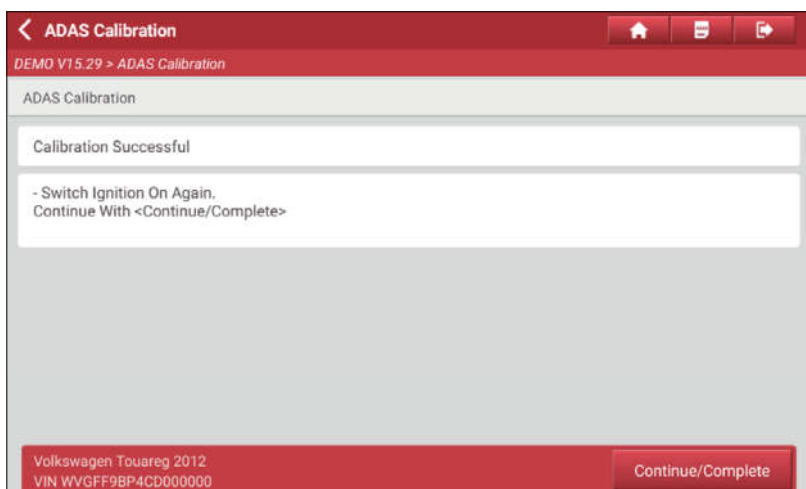 ADAS Calibration
DEMO V15.29 > ADAS Calibration
ADAS Calibration
Calibration Successful
- Switch Ignition On Again.
Continue With <Continue/Complete>
Volkswagen Touareg 2012
VIN WVGFF9BP4CD000000
Continue/Complete